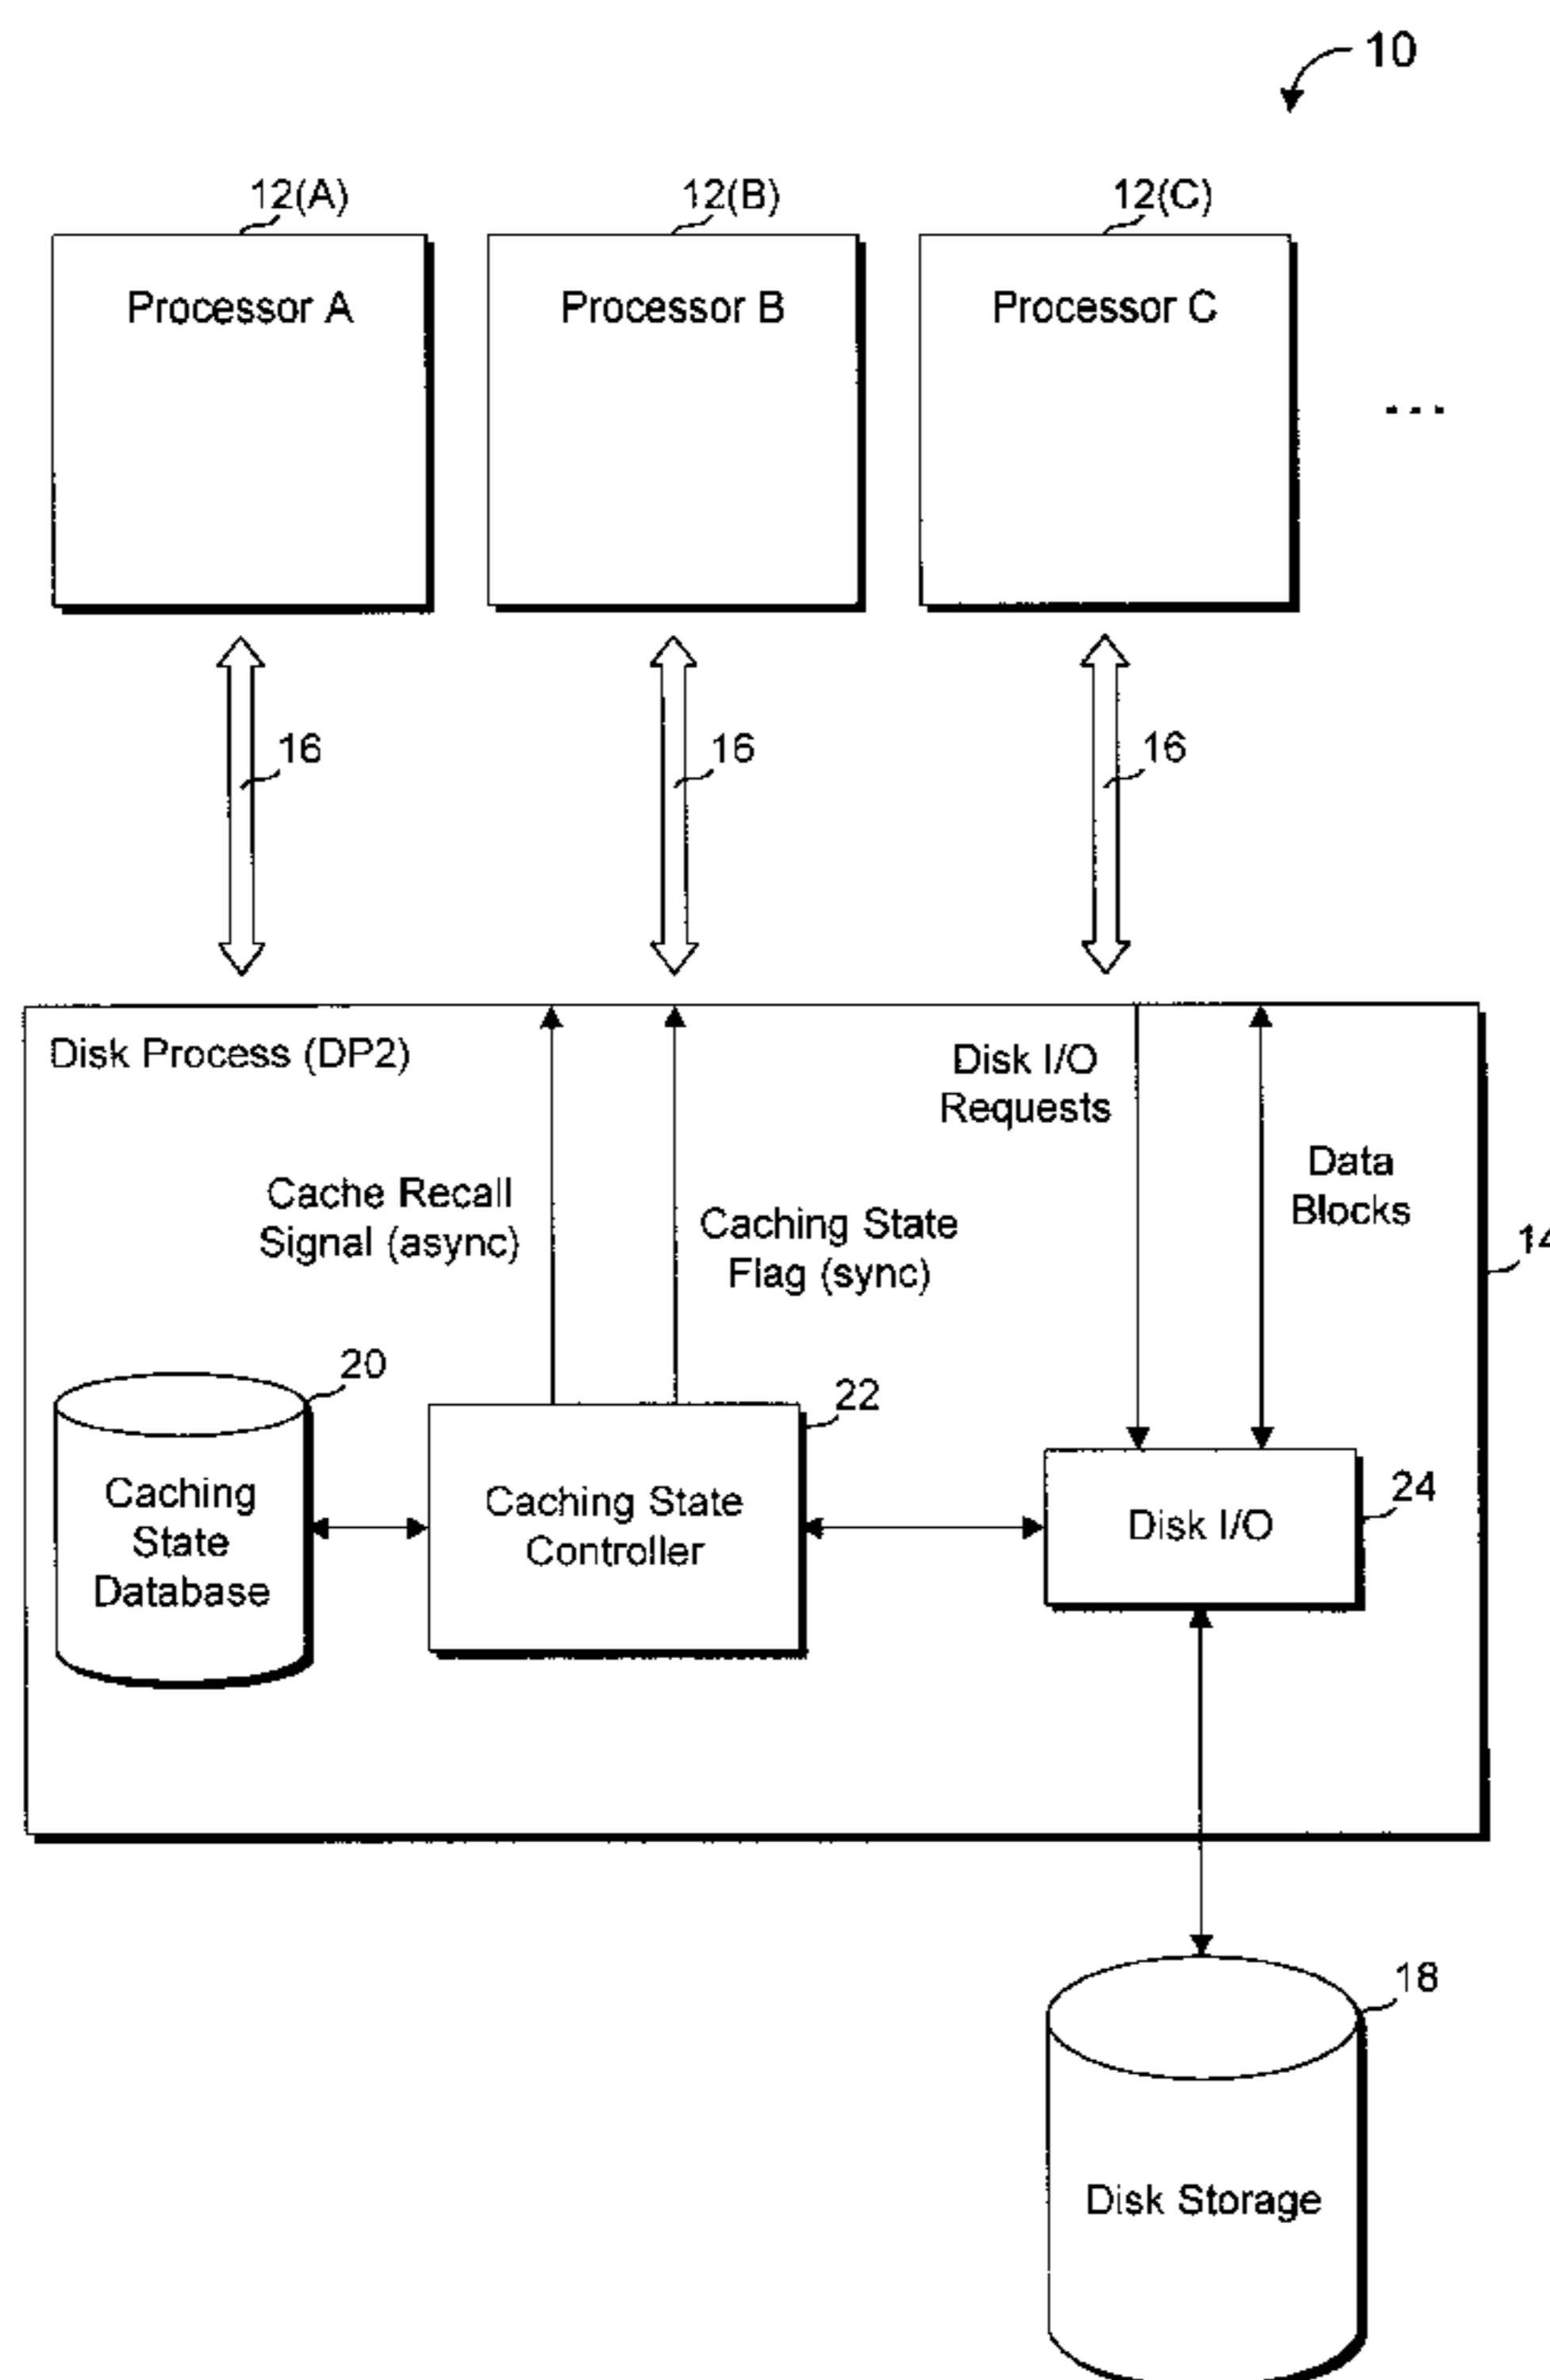 10
12(A)
12(B)
12(C)
Processor A
Processor B
Processor C
...
16
16
16
Disk Process (DP2)
Disk I/O
Requests
Data
Blocks
Cache Recall
Signal (async)
Caching State
Flag (sync)
14
20
22
24
Caching
State
Database
Caching State
Controller
Disk I/O
18
Disk Storage